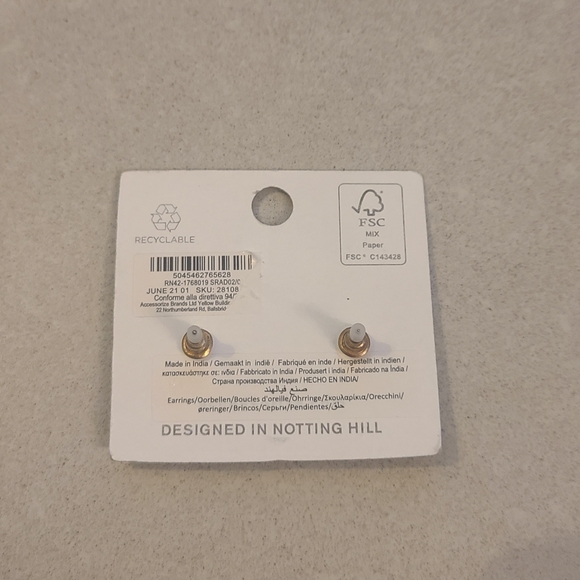 RECYCLABLE
FSC
MIX
Paper
FSC® C143428
5045462765628
RN42-1768019 SRAD02/C
JUNE 21 01 SKU: 28108
Conforme alla direttiva 94/
Accessorize Brands Ltd Yellow Buildin
22 Northumberland Rd, Ballsbrid
Made in India / Gemaakt in indië / Fabriqué en inde / Hergestellt in indien /
κατασκευάστηκε σε: ινδια / Fabbricato in India / Produsert i india / Fabricado na Índia /
Страна производства Индия / HECHO EN INDIA/
صنع في الهند
Earrings/Oorbellen/Boucles d'oreille/Ohrringe/Σκουλαρίκια/Orecchini/
øreringer/Brincos/Серьги/Pendientes/حلق
DESIGNED IN NOTTING HILL